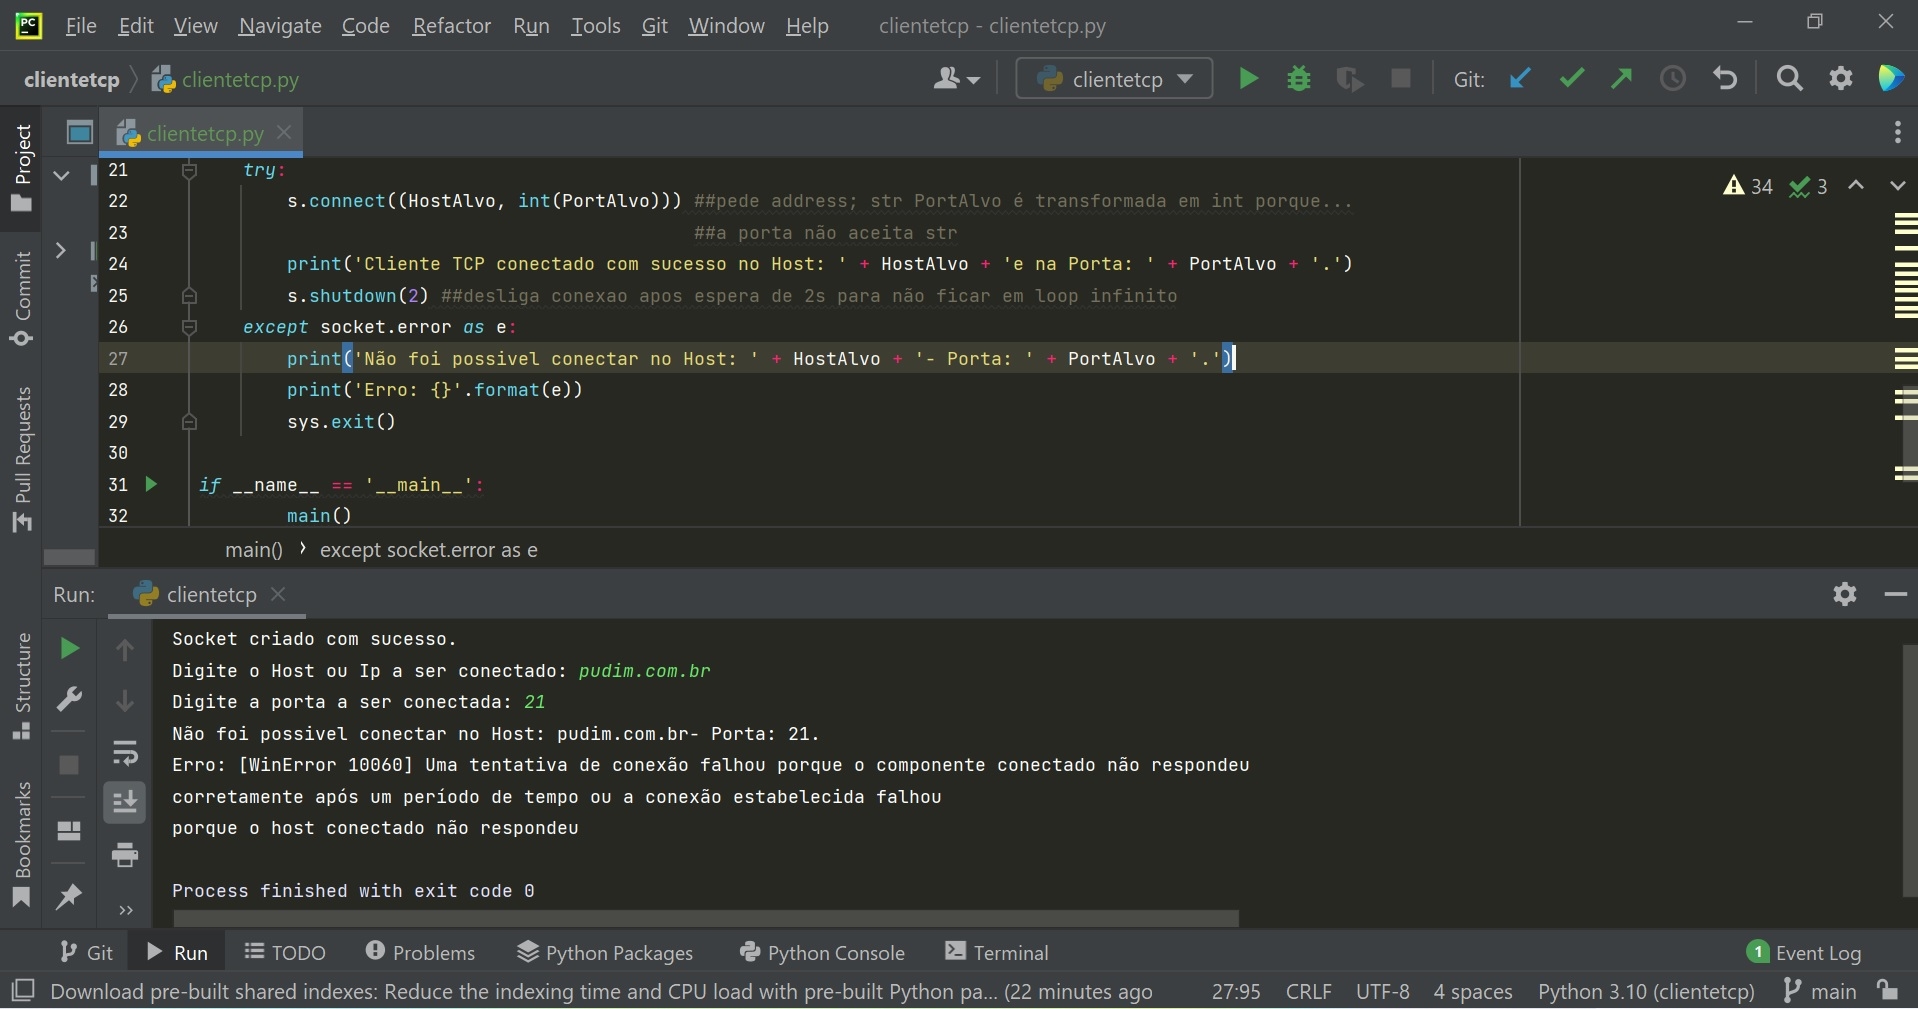 PC
File Edit View Navigate Code Refactor Run Tools Git Window Help clientetcp - clientetcp.py
clientetcp clientetcp.py
clientetcp Git:
Project
Commit
Pull Requests
Structure
Bookmarks
clientetcp.py
34 3
21 try:
22 s.connect((HostAlvo, int(PortAlvo))) ##pede address; str PortAlvo é transformada em int porque...
23 ##a porta não aceita str
24 print('Cliente TCP conectado com sucesso no Host: ' + HostAlvo + 'e na Porta: ' + PortAlvo + '.')
25 s.shutdown(2) ##desliga conexao apos espera de 2s para não ficar em loop infinito
26 except socket.error as e:
27 print('Não foi possivel conectar no Host: ' + HostAlvo + '- Porta: ' + PortAlvo + '.')
28 print('Erro: {}'.format(e))
29 sys.exit()
30
31 if __name__ == '__main__':
32 main()
main() › except socket.error as e
Run: clientetcp
Socket criado com sucesso.
Digite o Host ou Ip a ser conectado: pudim.com.br
Digite a porta a ser conectada: 21
Não foi possivel conectar no Host: pudim.com.br- Porta: 21.
Erro: [WinError 10060] Uma tentativa de conexão falhou porque o componente conectado não respondeu
corretamente após um período de tempo ou a conexão estabelecida falhou
porque o host conectado não respondeu
Process finished with exit code 0
Git Run TODO Problems Python Packages Python Console Terminal 1 Event Log
Download pre-built shared indexes: Reduce the indexing time and CPU load with pre-built Python pa... (22 minutes ago 27:95 CRLF UTF-8 4 spaces Python 3.10 (clientetcp) main